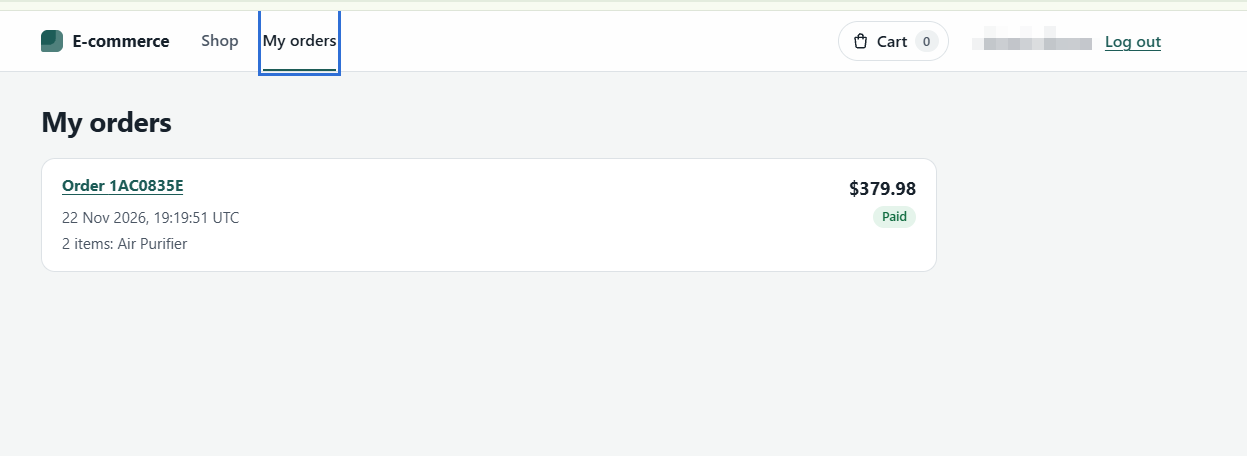 E-commerce Shop My orders Cart 0 Log out
My orders
Order 1AC0835E $379.98
22 Nov 2026, 19:19:51 UTC Paid
2 items: Air Purifier